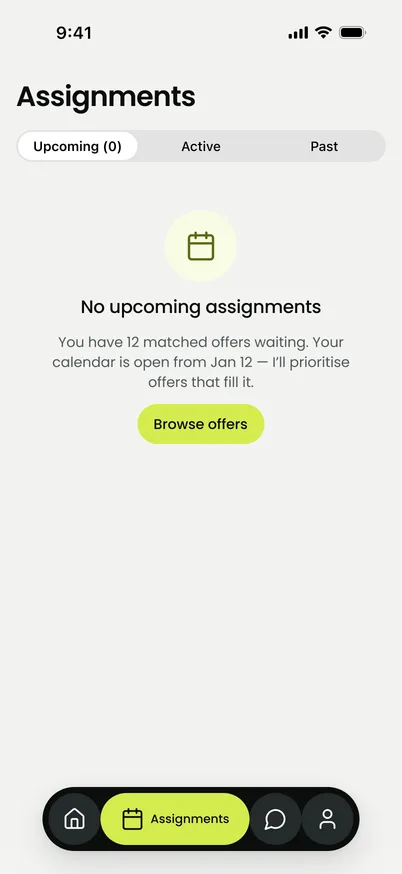 9:41
Assignments
Upcoming (0)
Active
Past
No upcoming assignments
You have 12 matched offers waiting. Your
calendar is open from Jan 12 — I’ll prioritise
offers that fill it.
Browse offers
Assignments